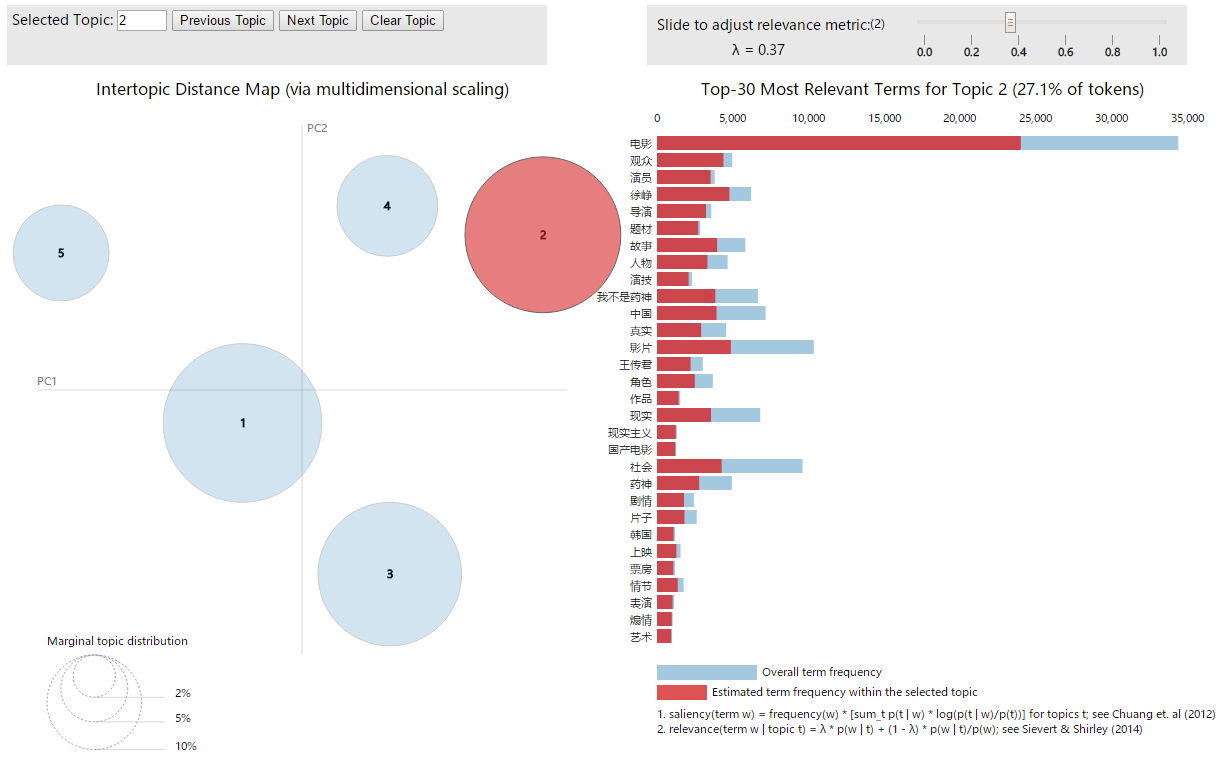 Selected Topic: 2 Previous Topic Next Topic Clear Topic
Slide to adjust relevance metric:(2)
λ = 0.37
0.0 0.2 0.4 0.6 0.8 1.0
Intertopic Distance Map (via multidimensional scaling)
PC2
PC1
5
4
2
1
3
Marginal topic distribution
2%
5%
10%
Top-30 Most Relevant Terms for Topic 2 (27.1% of tokens)
0 5,000 10,000 15,000 20,000 25,000 30,000 35,000
电影
观众
演员
徐峥
导演
题材
故事
人物
演技
我不是药神
中国
真实
影片
王传君
角色
作品
现实
现实主义
国产电影
社会
药神
剧情
片子
韩国
上映
票房
情节
表演
煽情
艺术
Overall term frequency
Estimated term frequency within the selected topic
1. saliency(term w) = frequency(w) * [sum_t p(t | w) * log(p(t | w)/p(t))] for topics t; see Chuang et. al (2012)
2. relevance(term w | topic t) = λ * p(w | t) + (1 - λ) * p(w | t)/p(w); see Sievert & Shirley (2014)